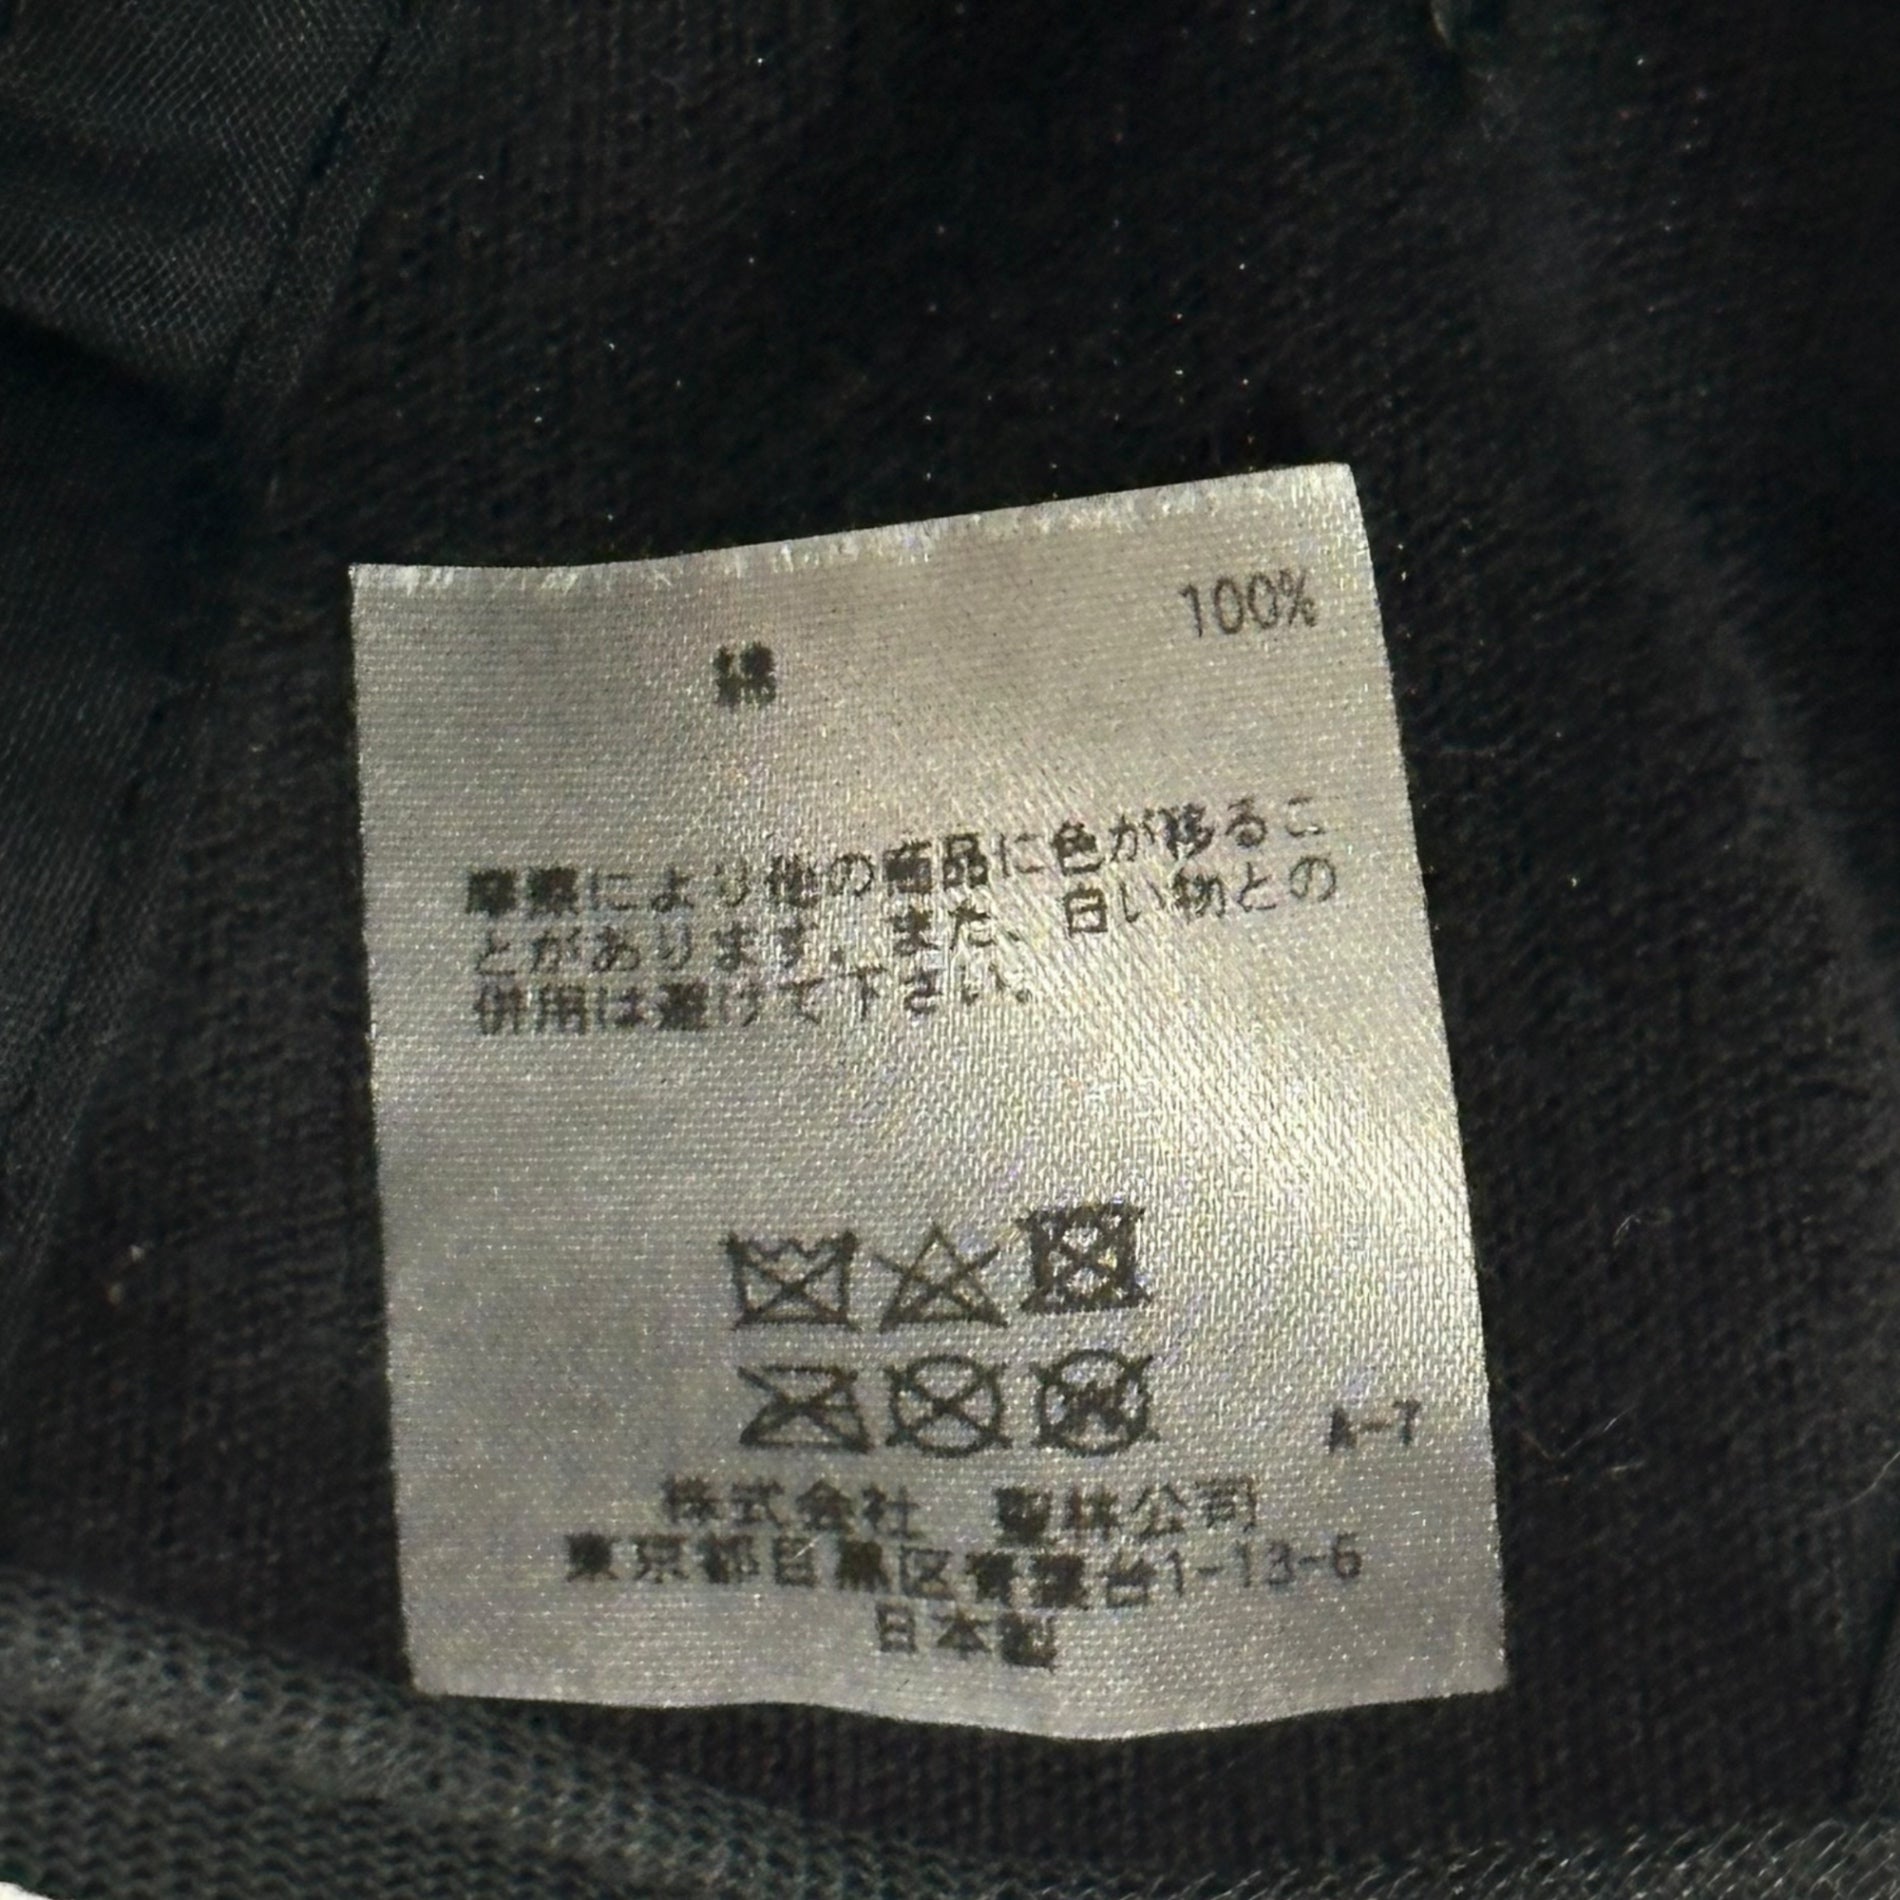 綿 100%
摩擦により他の商品に色が移るこ
とがあります。また、白い物との
併用は避けて下さい。
A-7
株式会社 聖林公司
東京都目黒区青葉台1-13-6
日本製